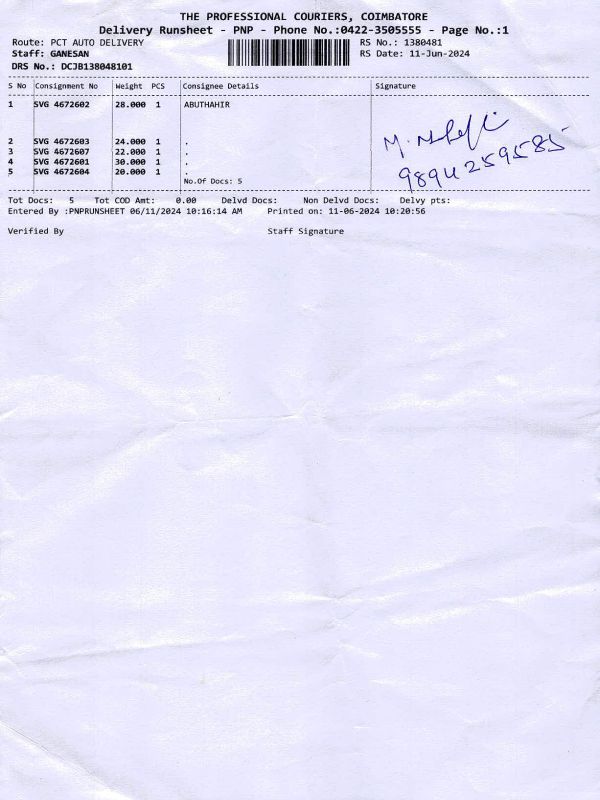 THE PROFESSIONAL COURIERS, COIMBATORE
Delivery Runsheet - PNP - Phone No.:0422-3505555 - Page No.:1
Route: PCT AUTO DELIVERY RS No.: 1380481
Staff: GANESAN RS Date: 11-Jun-2024
DRS No.: DCJB138048101
S No Consignment No Weight PCS Consignee Details Signature
1 SVG 4672602 28.000 1 ABUTHAHIR
2 SVG 4672603 24.000 1 .
3 SVG 4672607 22.000 1 .
4 SVG 4672601 30.000 1 .
5 SVG 4672604 20.000 1 .
No.Of Docs: 5
M.
9894259585
Tot Docs: 5 Tot COD Amt: 0.00 Delvd Docs: Non Delvd Docs: Delvy pts:
Entered By :PNPRUNSHEET 06/11/2024 10:16:14 AM Printed on: 11-06-2024 10:20:56
Verified By Staff Signature